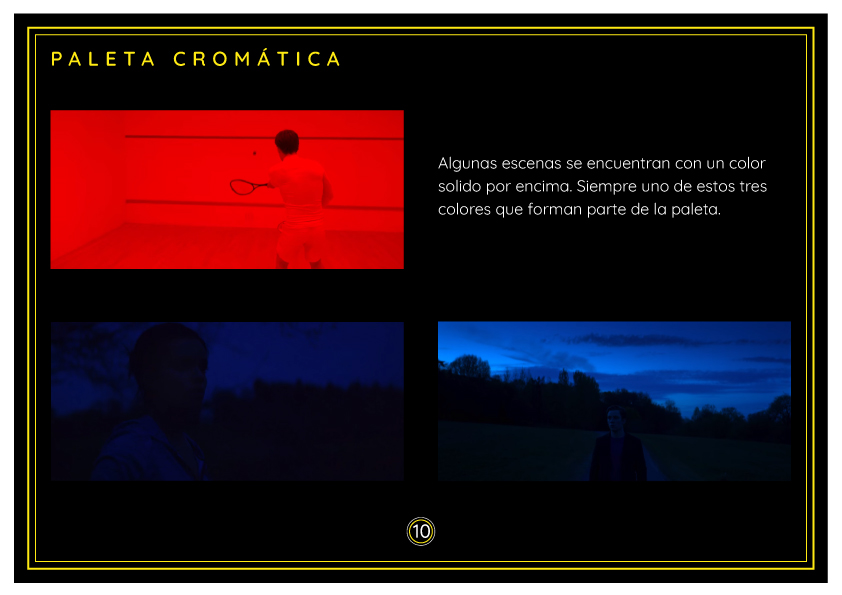 PALETA CROMÁTICA
Algunas escenas se encuentran con un color
solido por encima. Siempre uno de estos tres
colores que forman parte de la paleta.
10